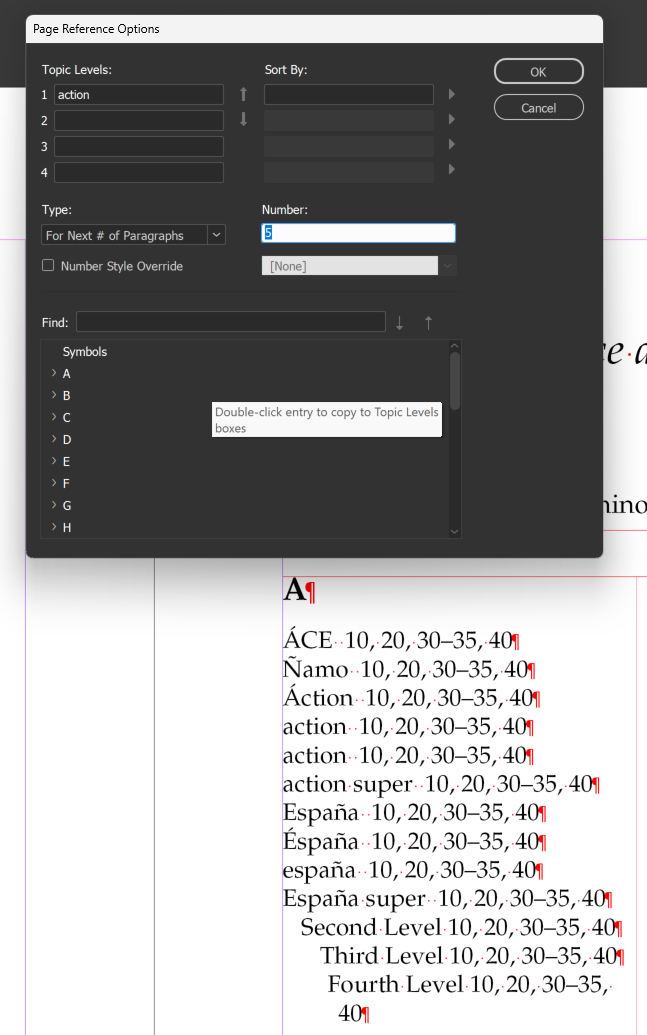 Page Reference Options
Topic Levels:
Sort By:
OK
1 action
2
Cancel
3
4
Type:
Number:
For Next # of Paragraphs
5
Number Style Override
[None]
Find:
Symbols
A
B
C
D
E
F
G
H
Double-click entry to copy to Topic Levels
boxes
A¶
ÁCE 10, 20, 30–35, 40¶
Ñamo 10, 20, 30–35, 40¶
Áction 10, 20, 30–35, 40¶
action 10, 20, 30–35, 40¶
action 10, 20, 30–35, 40¶
action super 10, 20, 30–35, 40¶
España 10, 20, 30–35, 40¶
Éspaña 10, 20, 30–35, 40¶
españa 10, 20, 30–35, 40¶
España super 10, 20, 30–35, 40¶
Second Level 10, 20, 30–35, 40¶
Third Level 10, 20, 30–35, 40¶
Fourth Level 10, 20, 30–35,
40¶